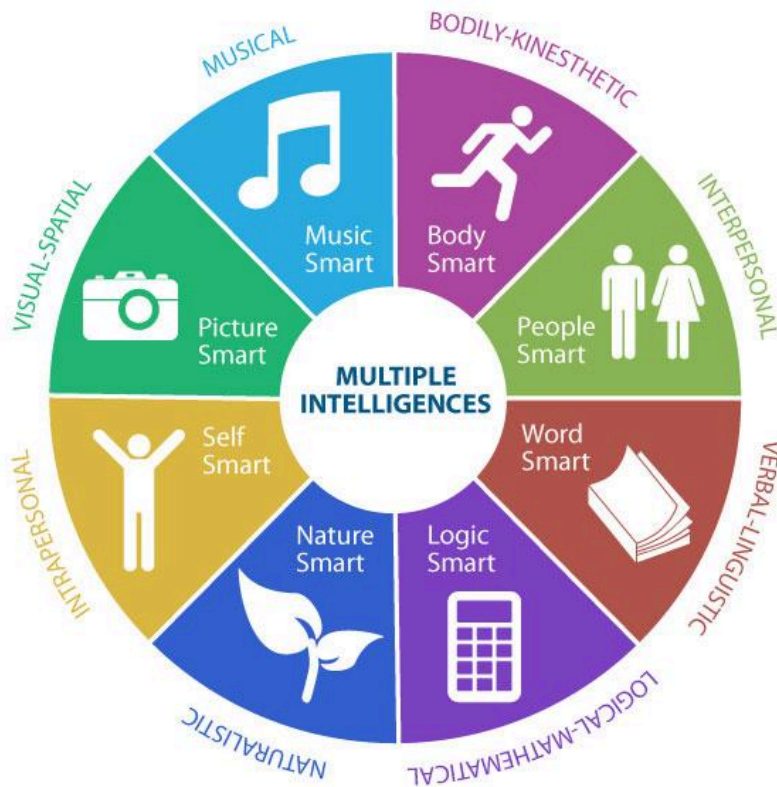 MUSICAL
BODILY-KINESTHETIC
INTERPERSONAL
VERBAL-LINGUISTIC
LOGICAL-MATHEMATICAL
NATURALISTIC
INTRAPERSONAL
VISUAL-SPATIAL
Music
Smart
Body
Smart
People
Smart
Word
Smart
Logic
Smart
Nature
Smart
Self
Smart
Picture
Smart
MULTIPLE
INTELLIGENCES